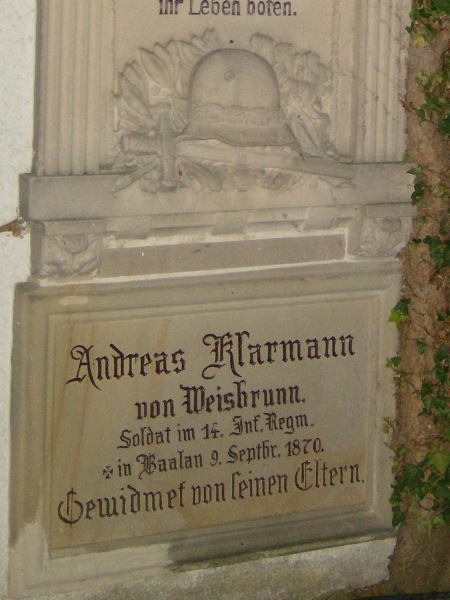 ihr Leben boten.
Andreas Klarmann
von Weisbrunn.
Soldat im 14. Inf. Regm.
✠ in Baalan 9. Septbr. 1870.
Gewidmet von seinen Eltern.